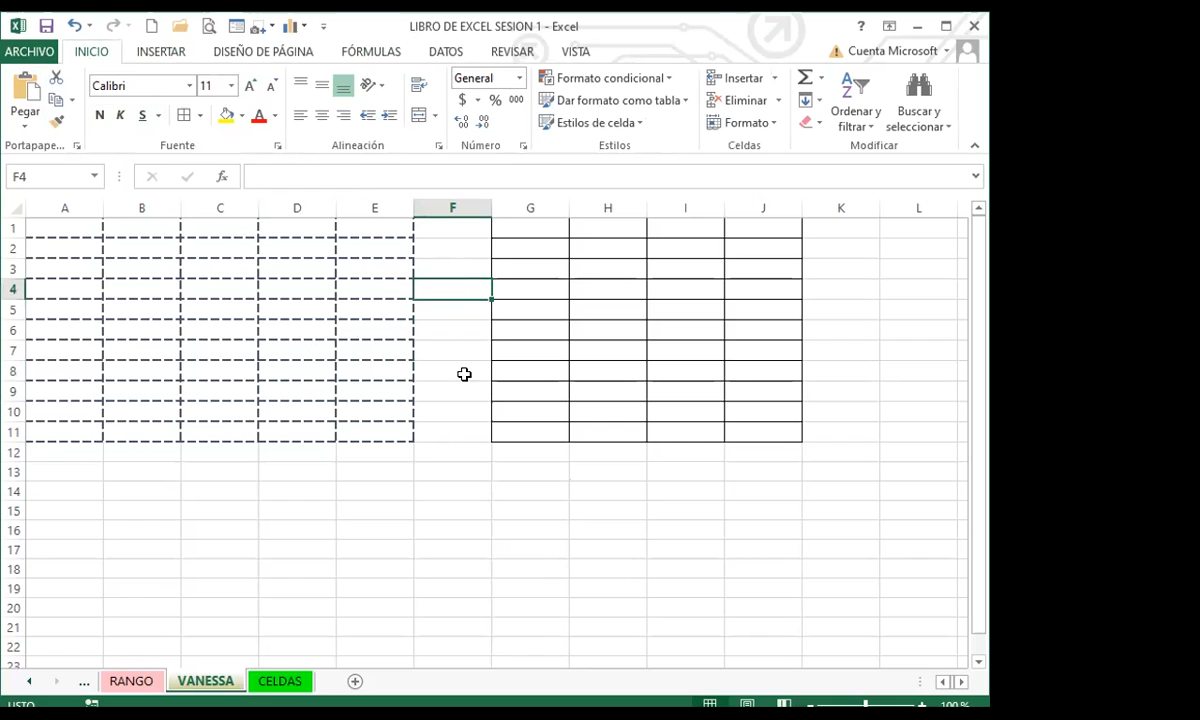 LIBRO DE EXCEL SESION 1 - Excel
ARCHIVO INICIO INSERTAR DISEÑO DE PÁGINA FÓRMULAS DATOS REVISAR VISTA Cuenta Microsoft
Calibri 11 General Formato condicional Insertar
Pegar N K S A $ % 000 Dar formato como tabla Eliminar Ordenar y filtrar Buscar y seleccionar
Estilos de celda Formato
Portapape... Fuente Alineación Número Estilos Celdas Modificar
F4 fx
A B C D E F G H I J K L
1
2
3
4
5
6
7
8
9
10
11
12
13
14
15
16
17
18
19
20
21
22
23
... RANGO VANESSA CELDAS
LISTO 100 %